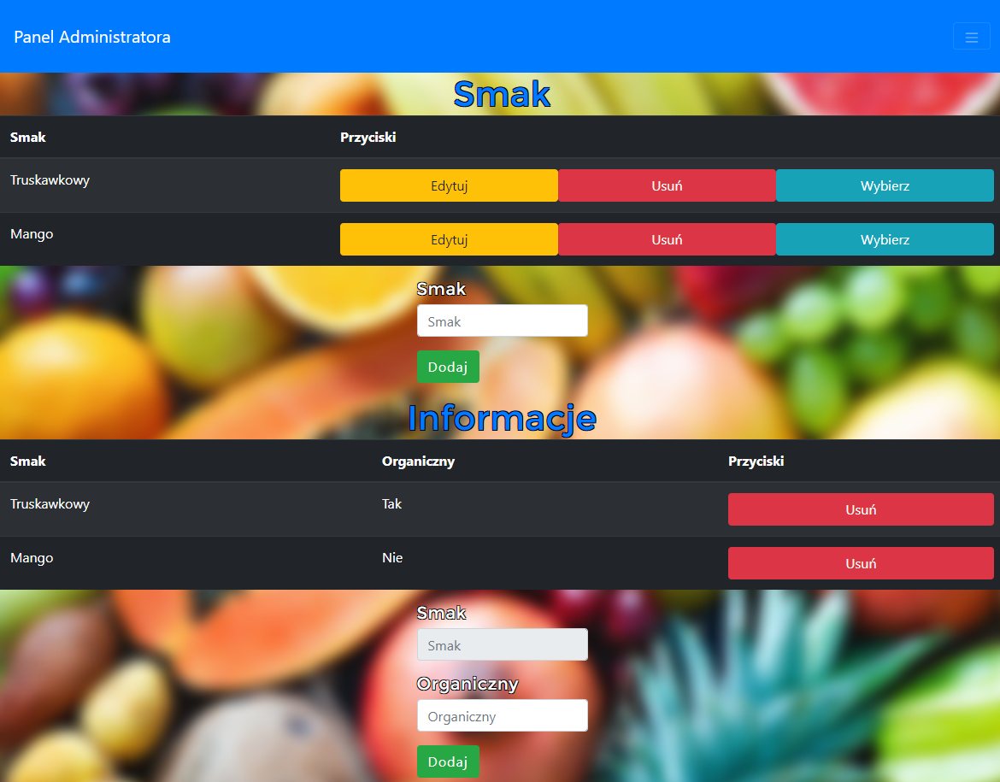 Panel Administratora
Smak
Smak Przyciski
Truskawkowy Edytuj Usuń Wybierz
Mango Edytuj Usuń Wybierz
Smak
Smak
Dodaj
Informacje
Smak Organiczny Przyciski
Truskawkowy Tak Usuń
Mango Nie Usuń
Smak
Smak
Organiczny
Organiczny
Dodaj